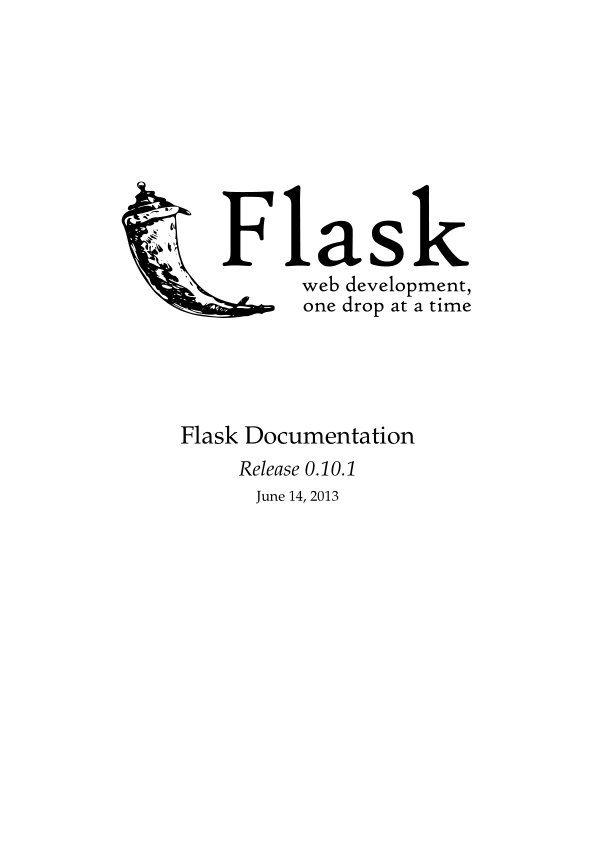 Flask
web development,
one drop at a time
Flask Documentation
Release 0.10.1
June 14, 2013